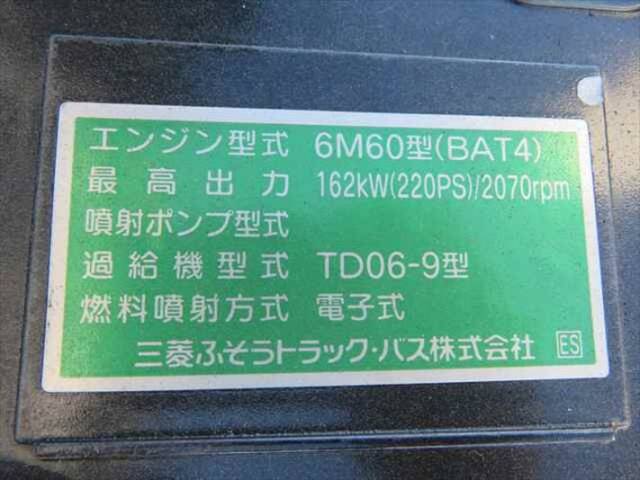 エンジン型式 6M60型(BAT4)
最高出力 162kW(220PS)/2070rpm
噴射ポンプ型式
過給機型式 TD06-9型
燃料噴射方式 電子式
三菱ふそうトラック・バス株式会社 ES